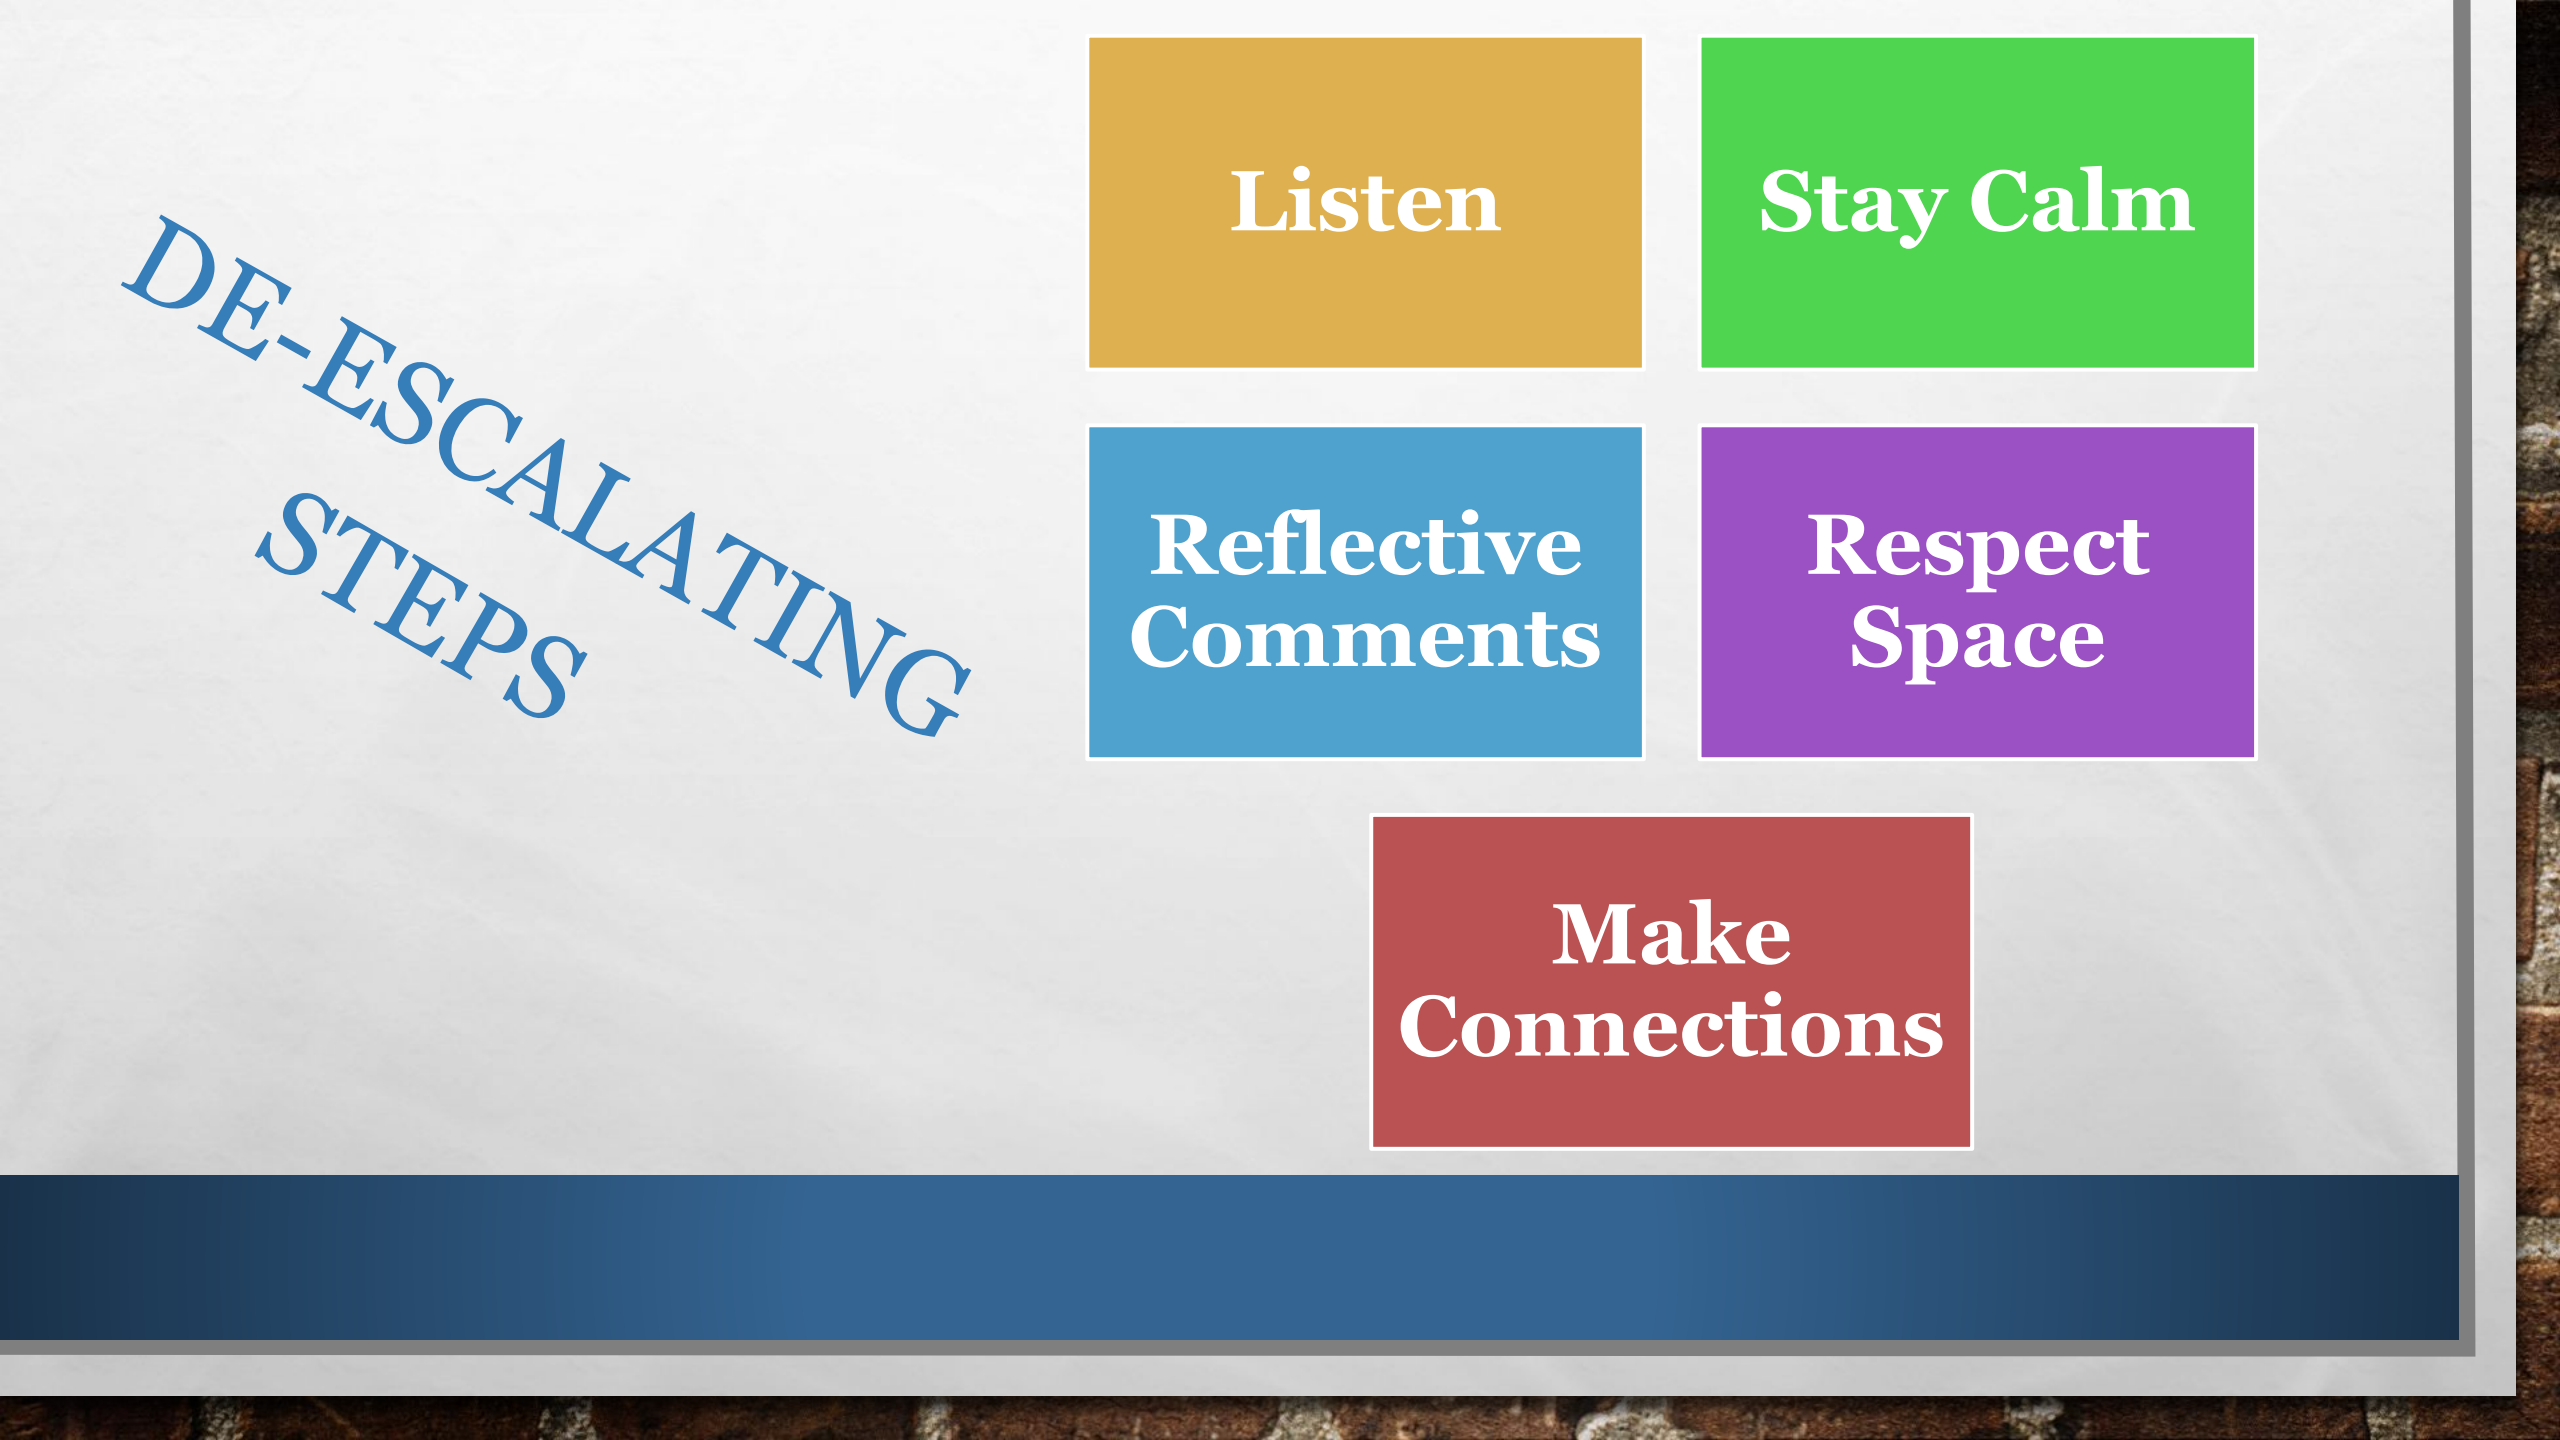 DE-ESCALATING
STEPS
Listen
Stay Calm
Reflective
Comments
Respect
Space
Make
Connections